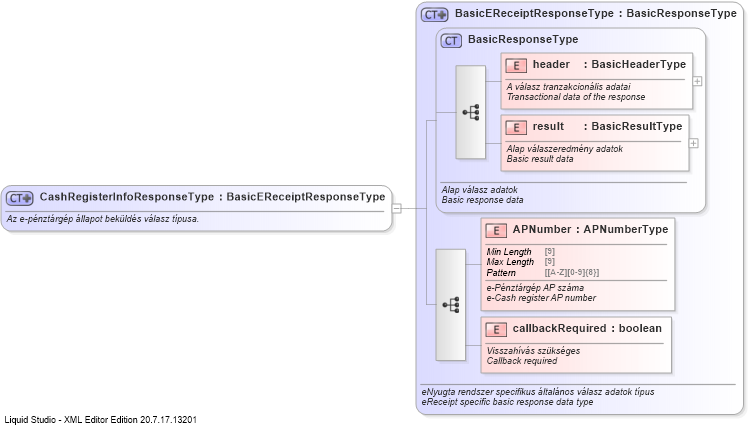 CT BasicEReceiptResponseType : BasicResponseType
CT BasicResponseType
E header : BasicHeaderType
A válasz tranzakcionális adatai
Transactional data of the response
E result : BasicResultType
Alap válaszeredmény adatok
Basic result data
Alap válasz adatok
Basic response data
CT CashRegisterInfoResponseType : BasicEReceiptResponseType
Az e-pénztárgép állapot beküldés válasz típusa.
E APNumber : APNumberType
Min Length [9]
Max Length [9]
Pattern [[A-Z][0-9]{8}]
e-Pénztárgép AP száma
e-Cash register AP number
E callbackRequired : boolean
Visszahívás szükséges
Callback required
eNyugta rendszer specifikus általános válasz adatok típus
eReceipt specific basic response data type
Liquid Studio - XML Editor Edition 20.7.17.13201